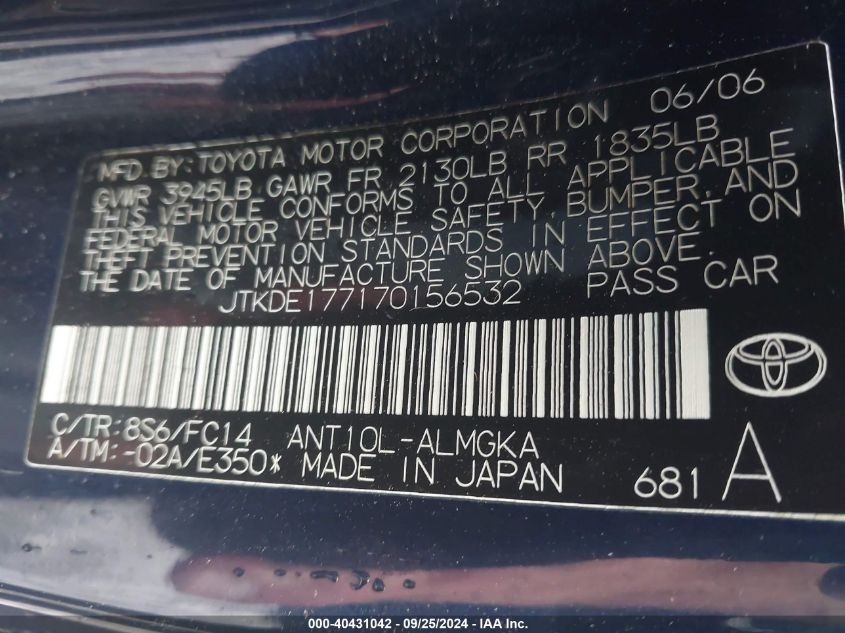 06/06
MFD BY: TOYOTA MOTOR CORPORATION
GVWR 3945LB GAWR FR 2130LB RR 1835LB
THIS VEHICLE CONFORMS TO ALL APPLICABLE
FEDERAL MOTOR VEHICLE SAFETY, BUMPER, AND
THEFT PREVENTION STANDARDS IN EFFECT ON
THE DATE OF MANUFACTURE SHOWN ABOVE.
JTKDE177170156532 PASS CAR
C/TR: 8S6/FC14 ANT10L-ALMGKA
A/TM: -02A/E350* MADE IN JAPAN
681 A
000-40431042 - 09/25/2024 - IAAI Inc.